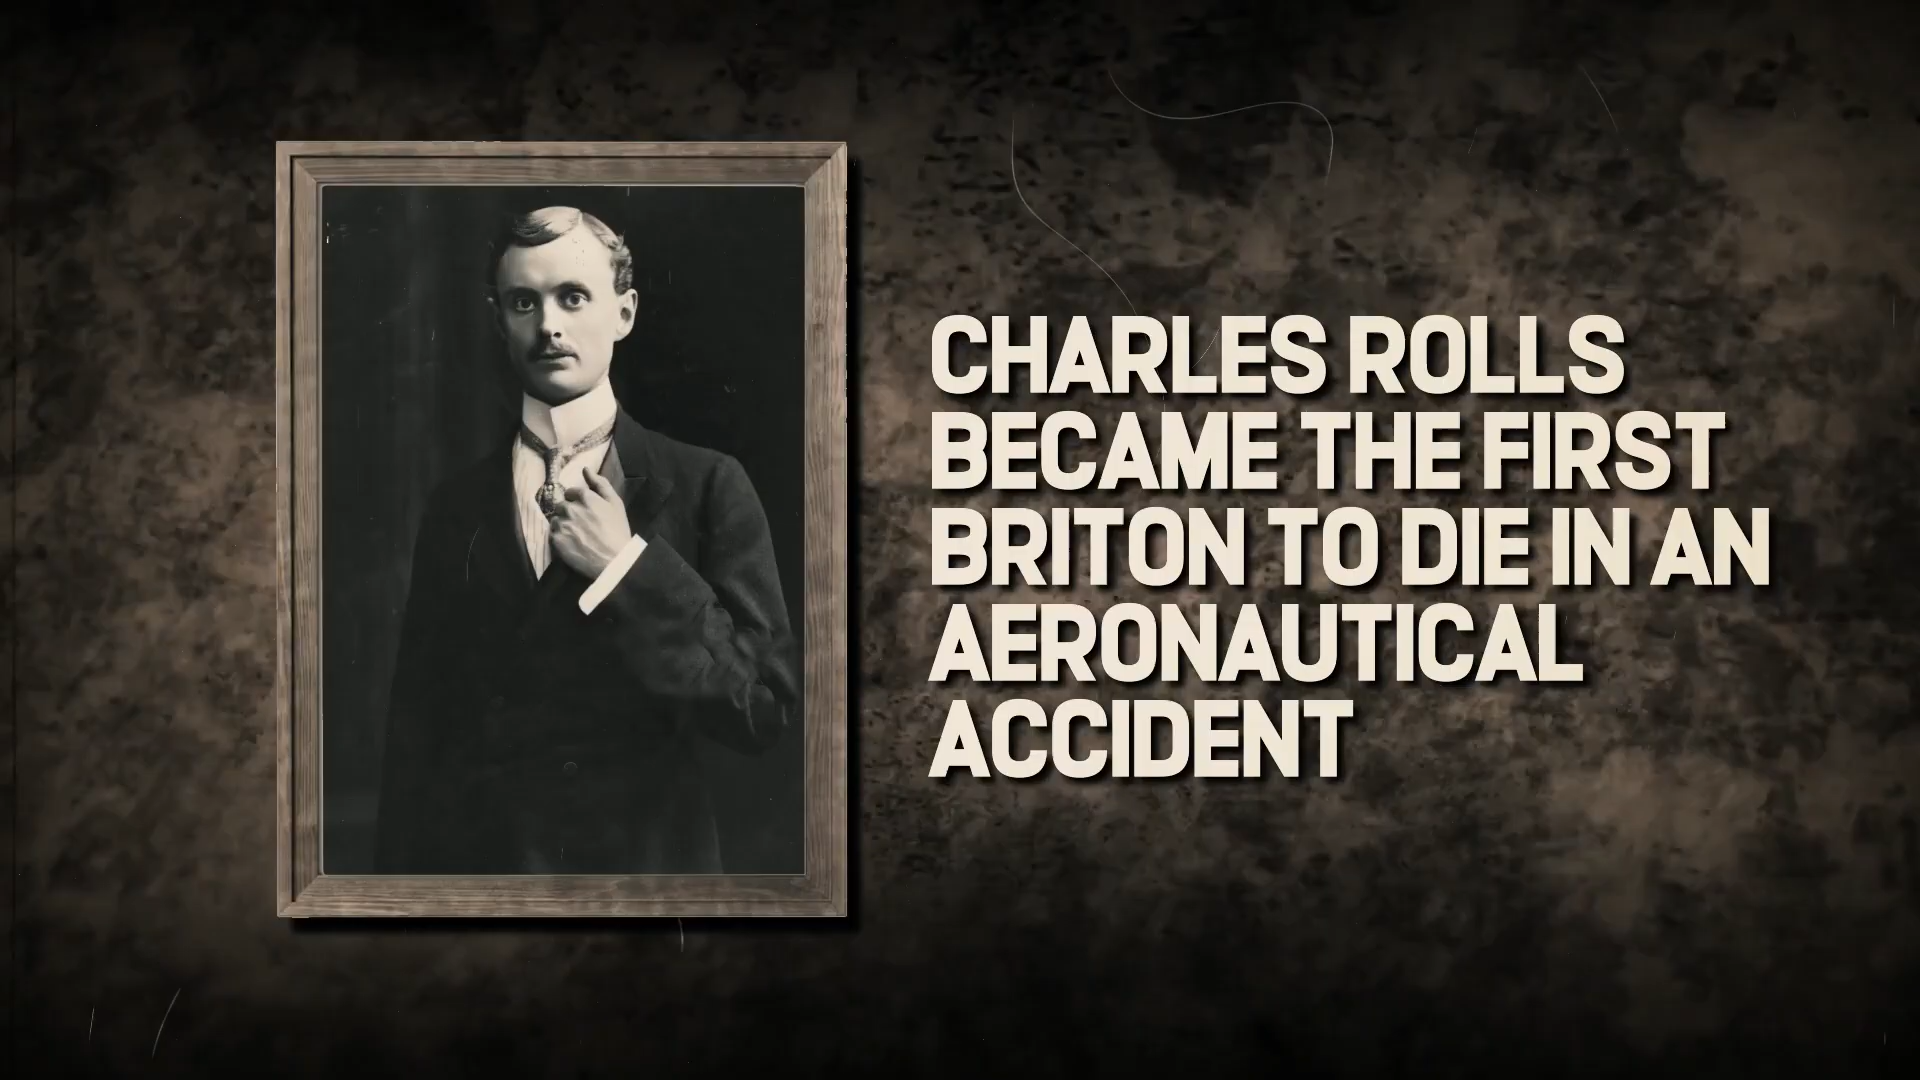 CHARLES ROLLS
BECAME THE FIRST
BRITON TO DIE IN AN
AERONAUTICAL
ACCIDENT